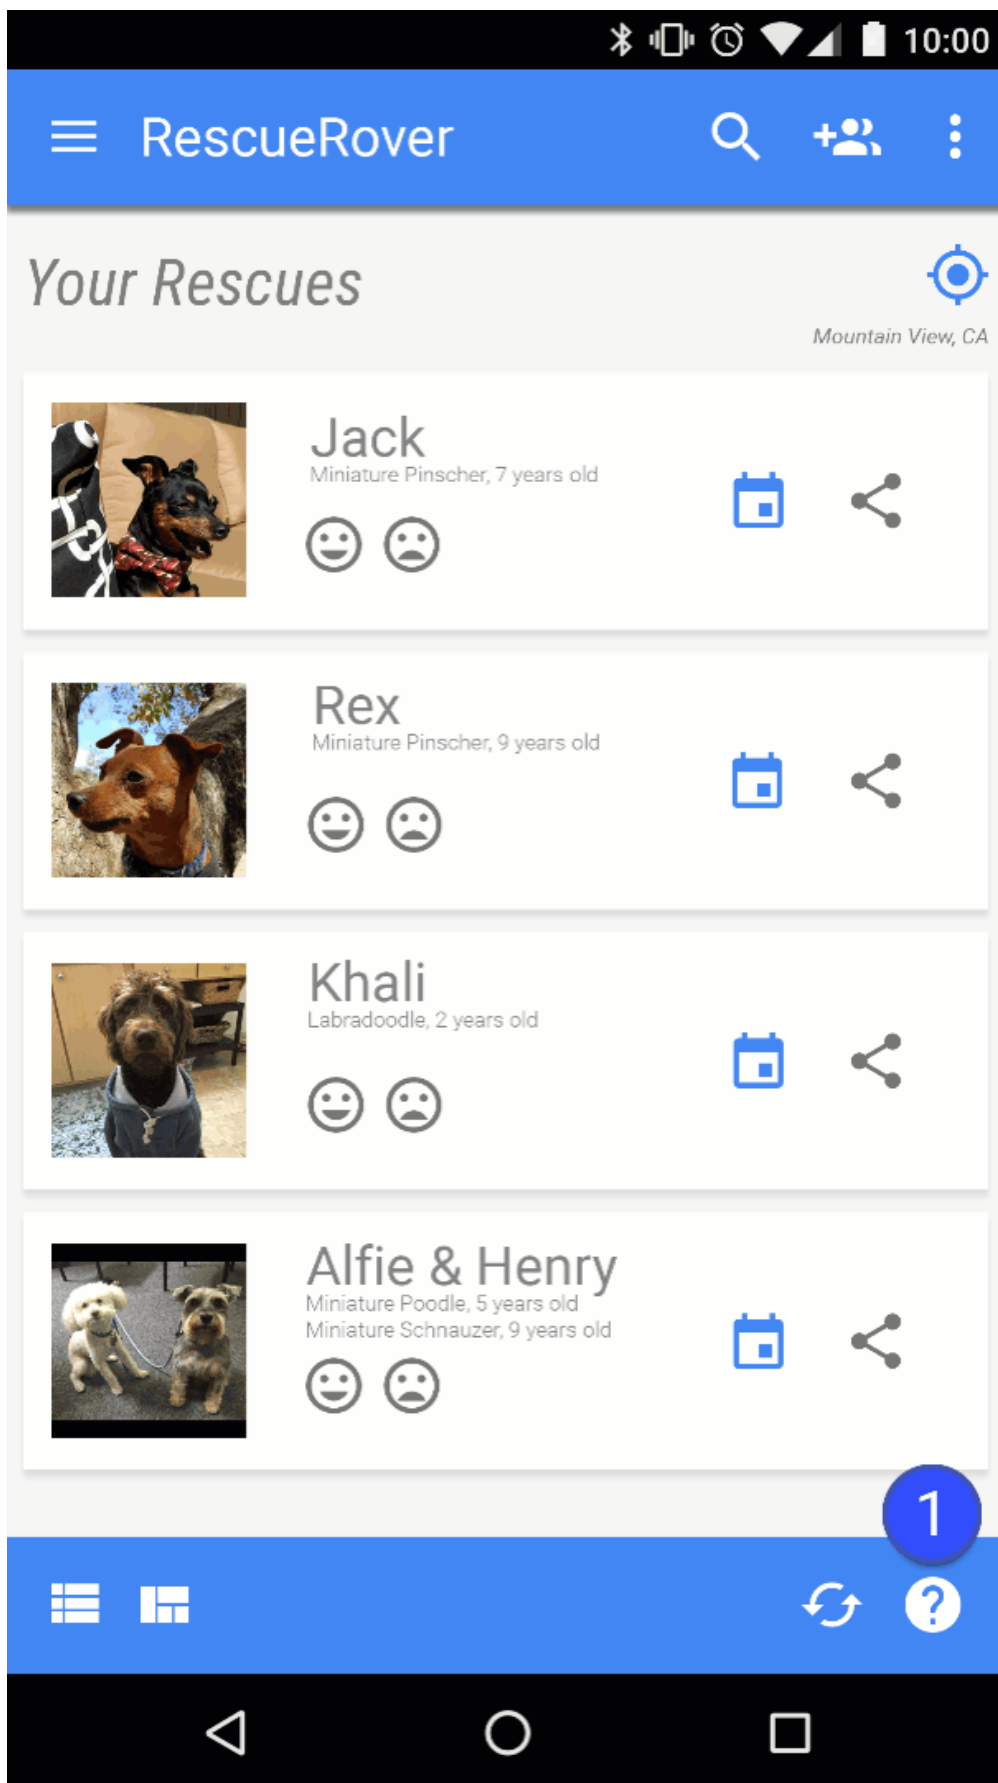 10:00
RescueRover
Your Rescues
Mountain View, CA
Jack
Miniature Pinscher, 7 years old
Rex
Miniature Pinscher, 9 years old
Khali
Labradoodle, 2 years old
Alfie & Henry
Miniature Poodle, 5 years old
Miniature Schnauzer, 9 years old
1
?